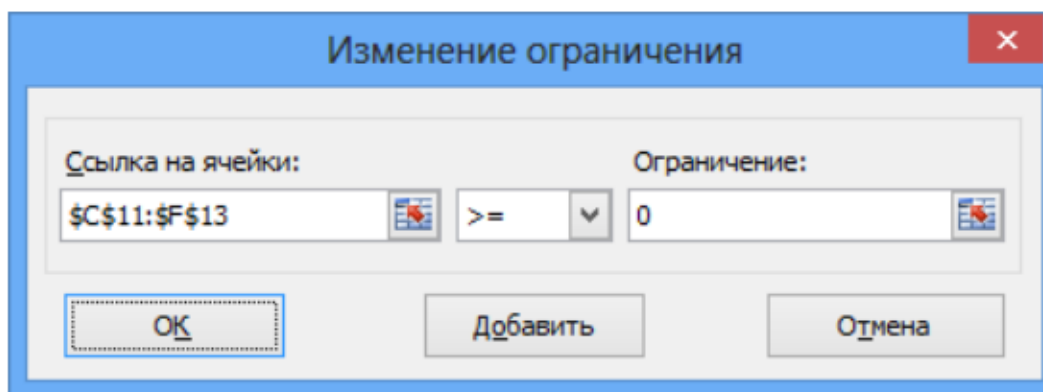 Изменение ограничения
Ссылка на ячейки: Ограничение:
$C$11:$F$13 >= 0
ОК Добавить Отмена